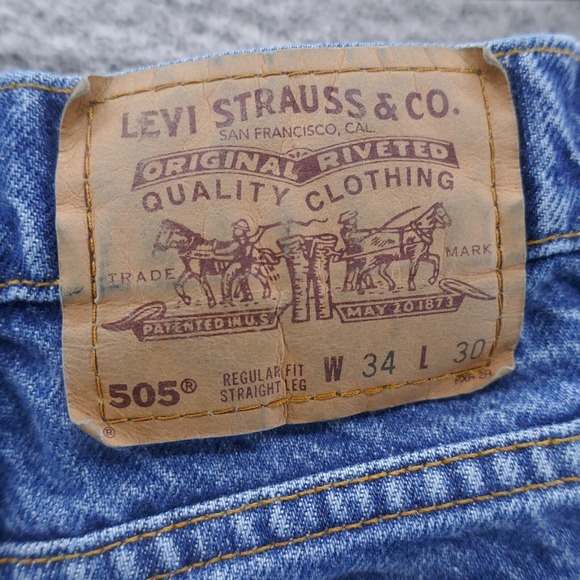 LEVI STRAUSS & CO.
SAN FRANCISCO, CAL.
ORIGINAL RIVETED
QUALITY CLOTHING
TRADE MARK
PATENTED IN U.S. MAY 20 1873
505® REGULAR FIT STRAIGHT LEG W 34 L 30
®